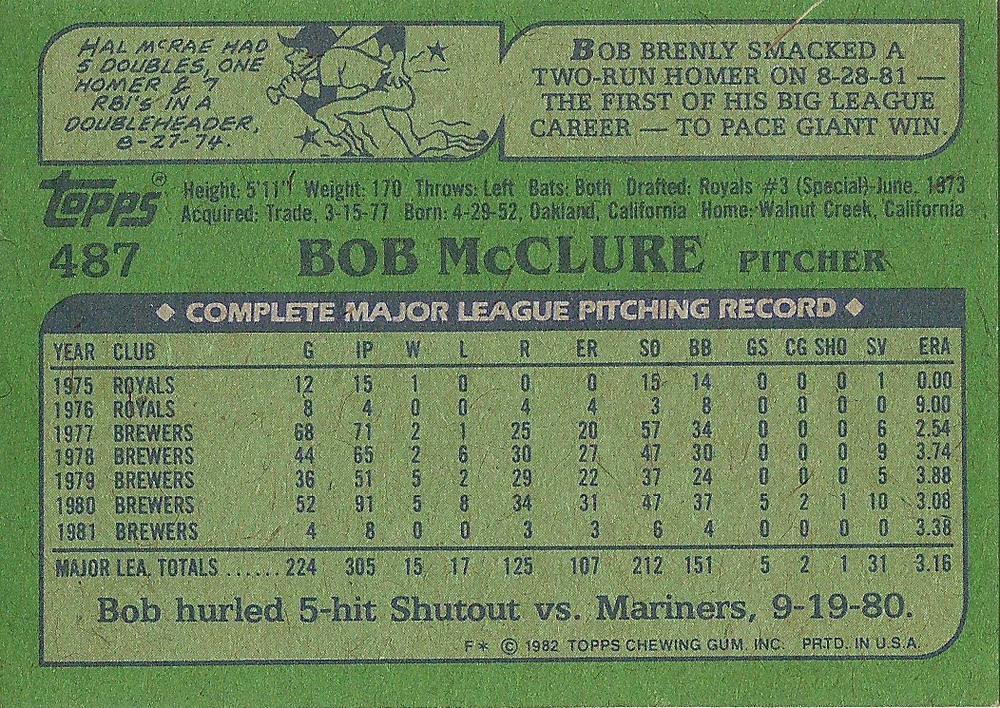 HAL McRAE HAD
5 DOUBLES, ONE
HOMER & 7
RBI'S IN A
DOUBLEHEADER,
8-27-74.
BOB BRENLY SMACKED A
TWO-RUN HOMER ON 8-28-81 —
THE FIRST OF HIS BIG LEAGUE
CAREER — TO PACE GIANT WIN.
Topps®
Height: 5'11" Weight: 170 Throws: Left Bats: Both Drafted: Royals #3 (Special)-June, 1973
Acquired: Trade, 3-15-77 Born: 4-29-52, Oakland, California Home: Walnut Creek, California
487 BOB McCLURE PITCHER
◆ COMPLETE MAJOR LEAGUE PITCHING RECORD ◆
YEAR CLUB G IP W L R ER SO BB GS CG SHO SV ERA
1975 ROYALS 12 15 1 0 0 0 15 14 0 0 0 1 0.00
1976 ROYALS 8 4 0 0 4 4 3 8 0 0 0 0 9.00
1977 BREWERS 68 71 2 1 25 20 57 34 0 0 0 6 2.54
1978 BREWERS 44 65 2 6 30 27 47 30 0 0 0 9 3.74
1979 BREWERS 36 51 5 2 29 22 37 24 0 0 0 5 3.88
1980 BREWERS 52 91 5 8 34 31 47 37 5 2 1 10 3.08
1981 BREWERS 4 8 0 0 3 3 6 4 0 0 0 0 3.38
MAJOR LEA. TOTALS ...... 224 305 15 17 125 107 212 151 5 2 1 31 3.16
Bob hurled 5-hit Shutout vs. Mariners, 9-19-80.
F* © 1982 TOPPS CHEWING GUM, INC. PRTD. IN U.S.A.